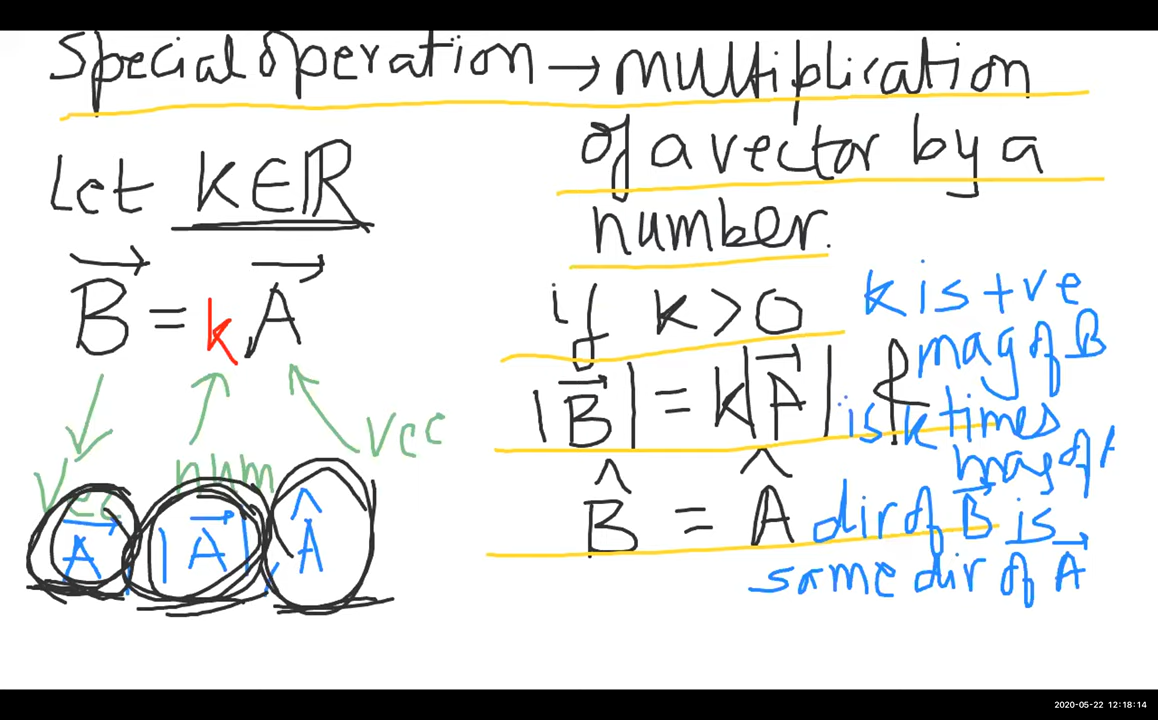 Special operation → multiplication
of a vector by a
number.
Let K∈ℝ
B⃗ = k A⃗
Vec
num
Vec
A⃗ |A⃗|, Â
if K > 0
k is +ve
mag of B
|B⃗| = K|A⃗| &
is k times
mag of A
B̂ = Â
dir of B⃗ is
same dir of A⃗
2020-05-22 12:18:14